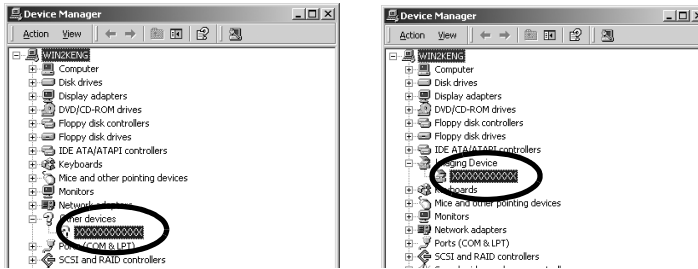 Device Manager
Action View
WIN2KENG
Computer
Disk drives
Display adapters
DVD/CD-ROM drives
Floppy disk controllers
Floppy disk drives
IDE ATA/ATAPI controllers
Keyboards
Mice and other pointing devices
Monitors
Network adapters
Other devices
XXXXXXXXXXXX
Ports (COM & LPT)
SCSI and RAID controllers
Device Manager
Action View
WIN2KENG
Computer
Disk drives
Display adapters
DVD/CD-ROM drives
Floppy disk controllers
Floppy disk drives
IDE ATA/ATAPI controllers
Imaging Device
XXXXXXXXXXXX
Keyboards
Mice and other pointing devices
Monitors
Network adapters
Ports (COM & LPT)
SCSI and RAID controllers